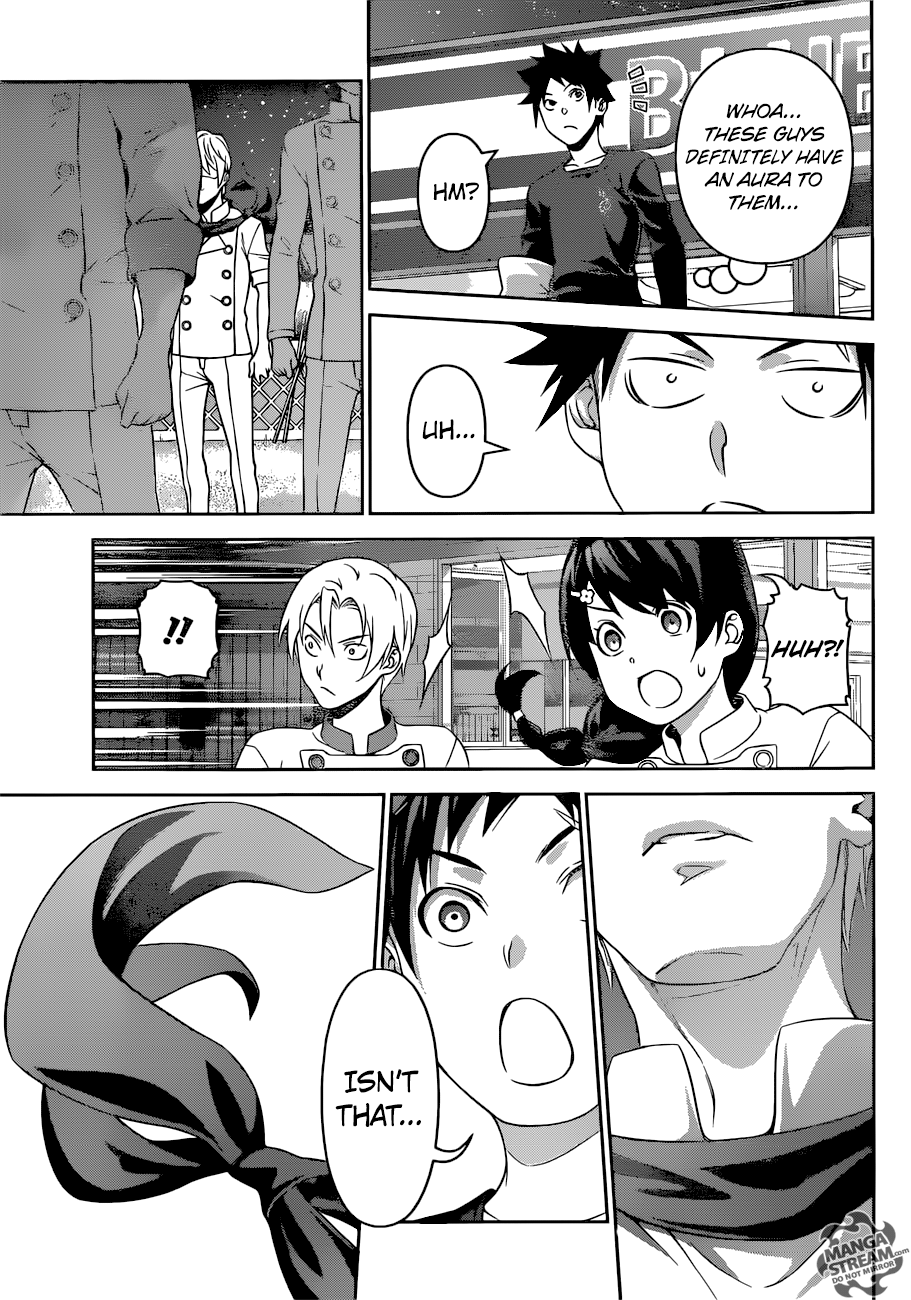 BLUE
WHOA...
THESE GUYS
DEFINITELY HAVE
AN AURA TO
THEM...
HM?
UH...
HUH?!
!!
ISN'T
THAT...
MANGA
STREAM.com
DO NOT MIRROR